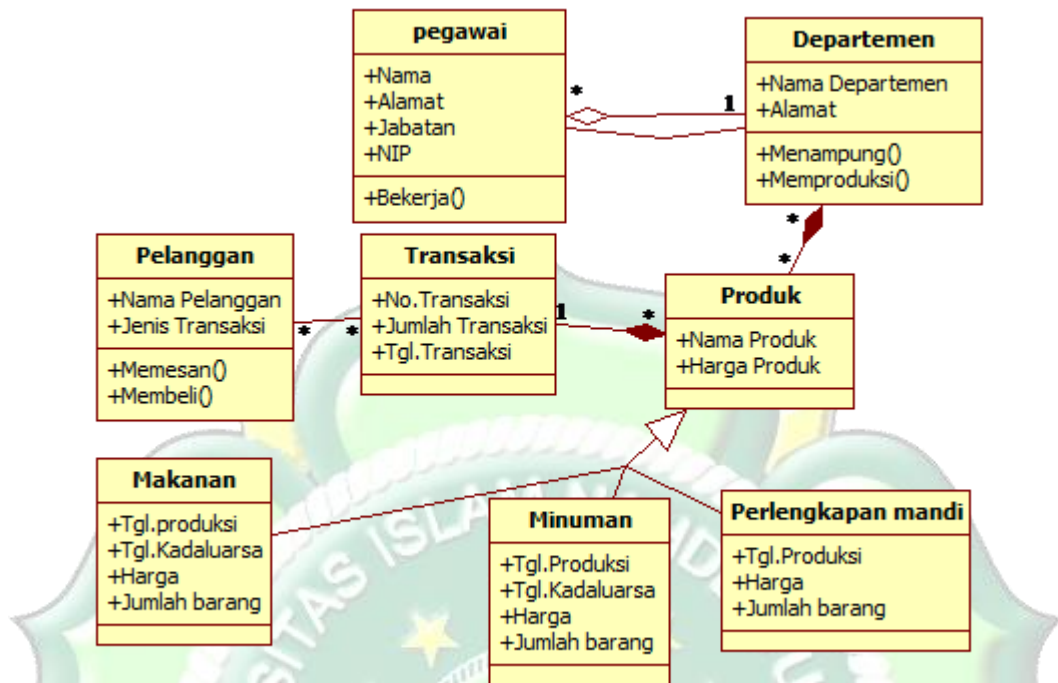 pegawai
+Nama
+Alamat
+Jabatan
+NIP
+Bekerja()
*
1
Departemen
+Nama Departemen
+Alamat
+Menampung()
+Memproduksi()
*
*
Pelanggan
+Nama Pelanggan
+Jenis Transaksi
+Memesan()
+Membeli()
*
*
Transaksi
+No.Transaksi
+Jumlah Transaksi
+Tgl.Transaksi
1
*
Produk
+Nama Produk
+Harga Produk
Makanan
+Tgl.produksi
+Tgl.Kadaluarsa
+Harga
+Jumlah barang
Minuman
+Tgl.Produksi
+Tgl.Kadaluarsa
+Harga
+Jumlah barang
Perlengkapan mandi
+Tgl.Produksi
+Harga
+Jumlah barang